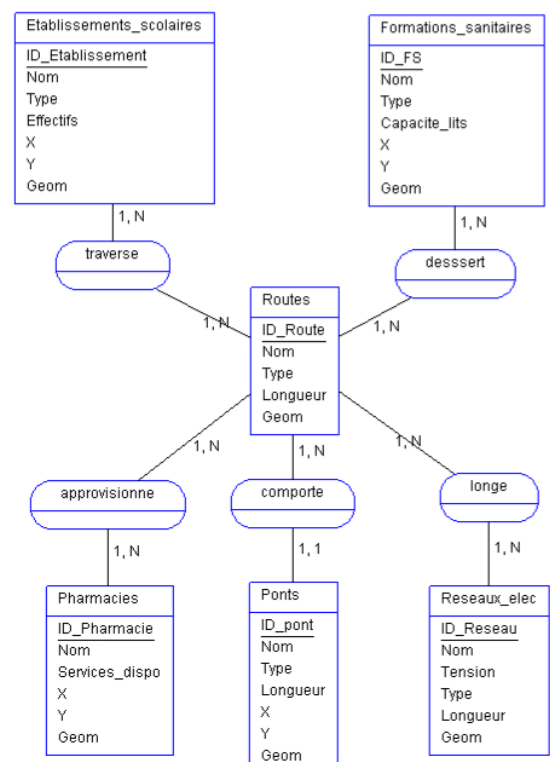 Etablissements_scolaires
ID_Etablissement
Nom
Type
Effectifs
X
Y
Geom
Formations_sanitaires
ID_FS
Nom
Type
Capacite_lits
X
Y
Geom
1, N
1, N
traverse
desssert
1, N
1, N
Routes
ID_Route
Nom
Type
Longueur
Geom
1, N
1, N
1, N
approvisionne
comporte
longe
1, N
1, 1
1, N
Pharmacies
ID_Pharmacie
Nom
Services_dispo
X
Y
Geom
Ponts
ID_pont
Nom
Type
Longueur
X
Y
Geom
Reseaux_elec
ID_Reseau
Nom
Tension
Type
Longueur
Geom